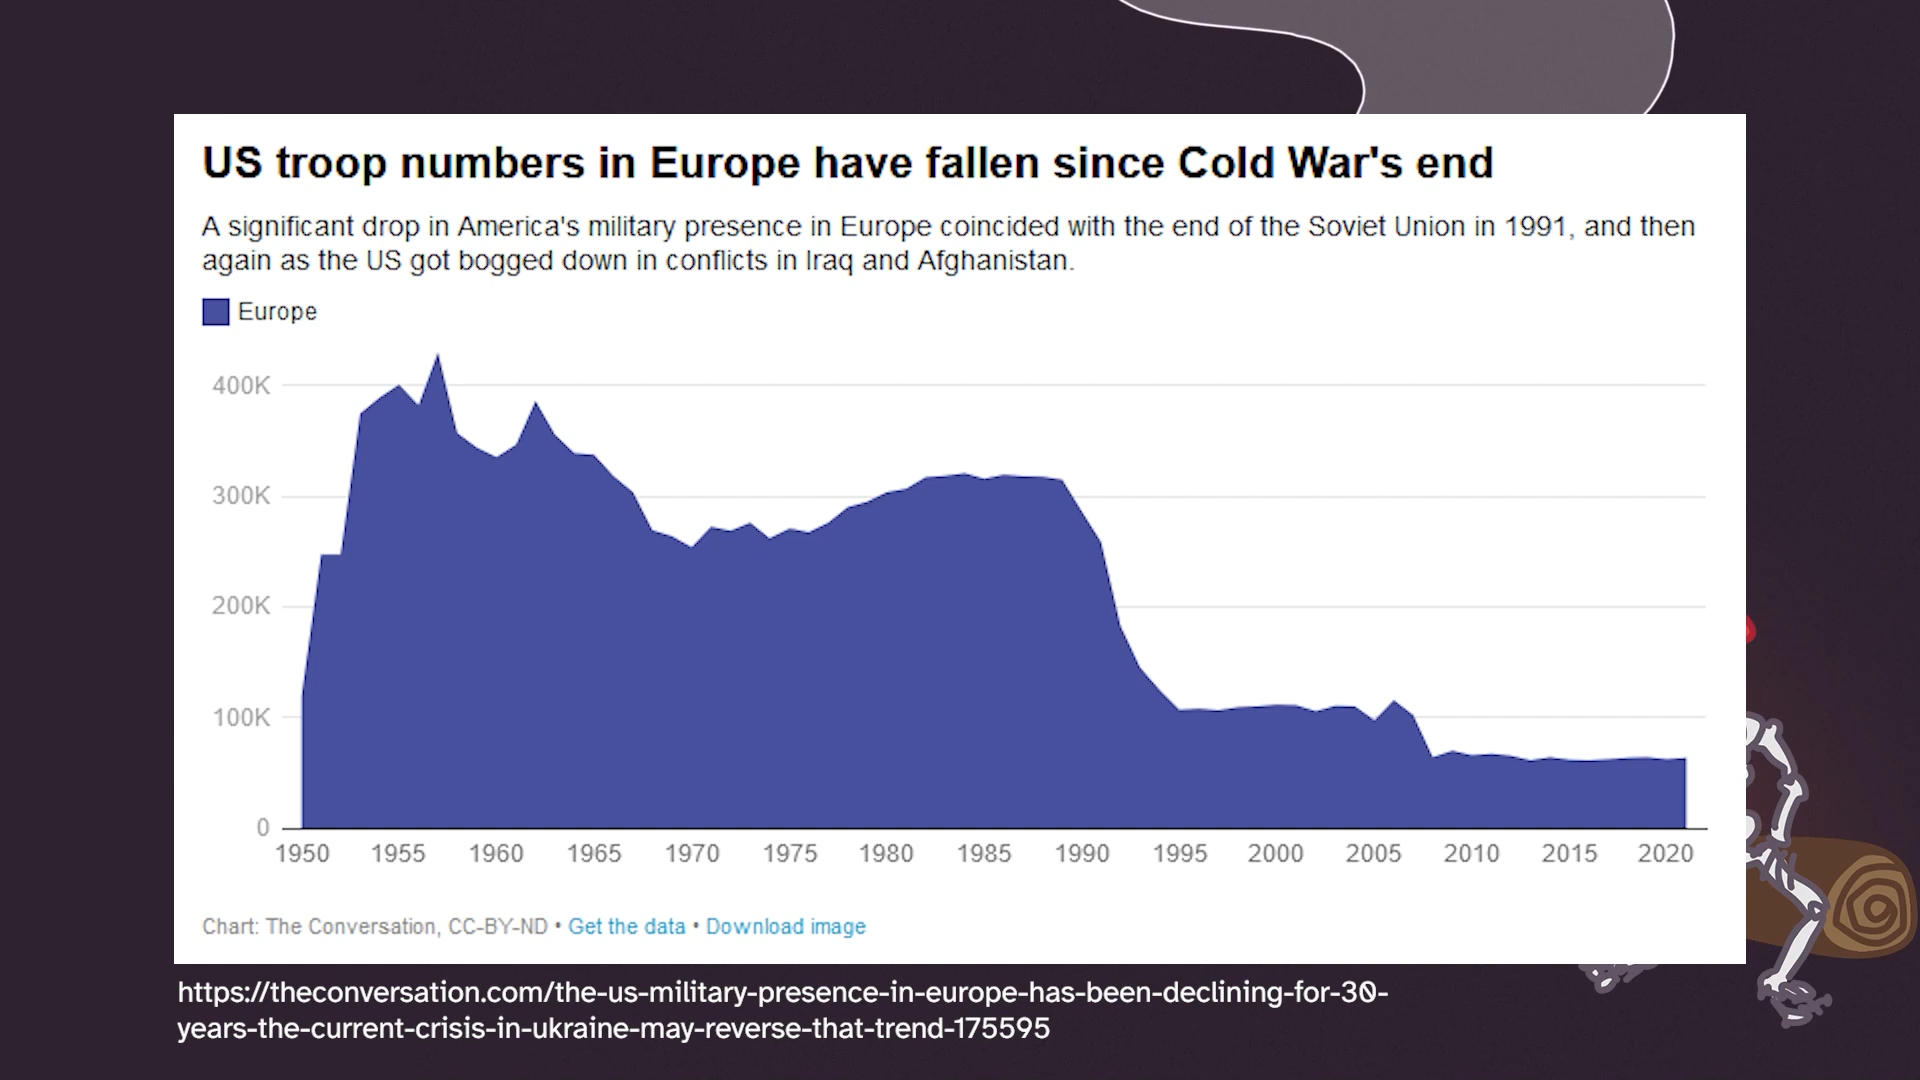 US troop numbers in Europe have fallen since Cold War's end
A significant drop in America's military presence in Europe coincided with the end of the Soviet Union in 1991, and then
again as the US got bogged down in conflicts in Iraq and Afghanistan.
Europe
400K
300K
200K
100K
0
1950 1955 1960 1965 1970 1975 1980 1985 1990 1995 2000 2005 2010 2015 2020
Chart: The Conversation, CC-BY-ND • Get the data • Download image
https://theconversation.com/the-us-military-presence-in-europe-has-been-declining-for-30-
years-the-current-crisis-in-ukraine-may-reverse-that-trend-175595